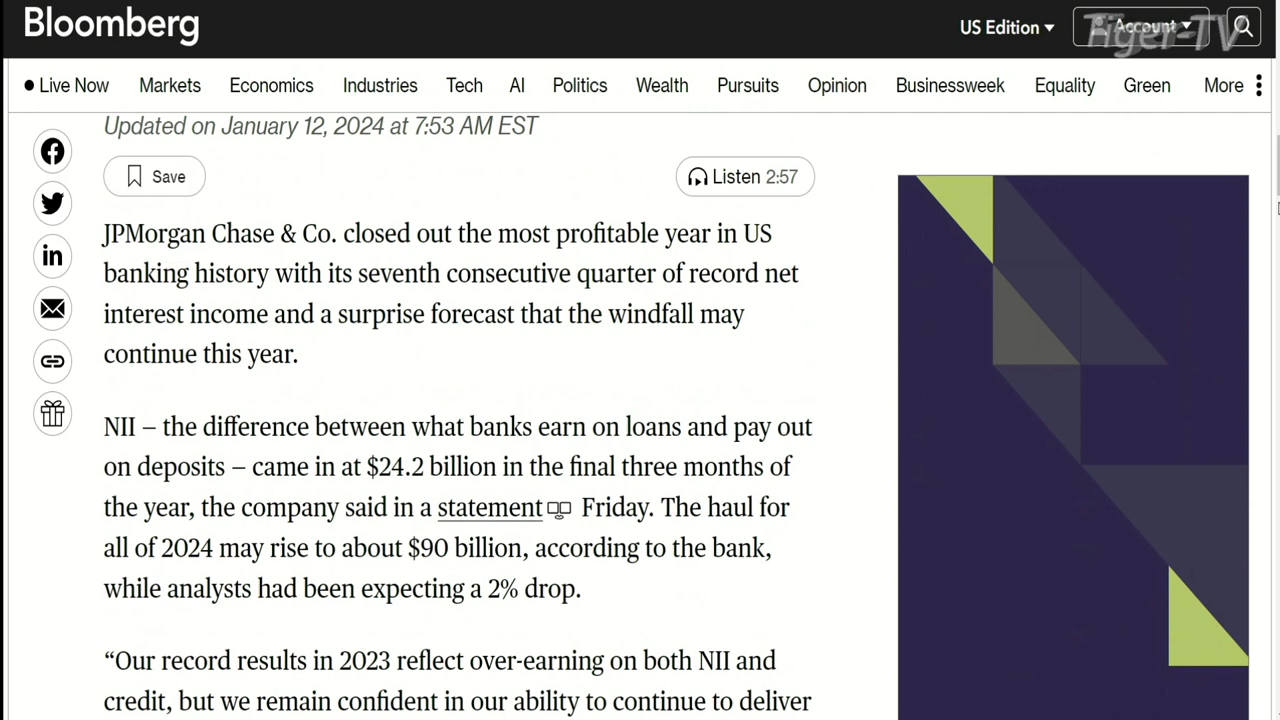 Bloomberg
US Edition
Account
Tiger-TV
Live Now Markets Economics Industries Tech AI Politics Wealth Pursuits Opinion Businessweek Equality Green More
Updated on January 12, 2024 at 7:53 AM EST
Save
Listen 2:57
JPMorgan Chase & Co. closed out the most profitable year in US
banking history with its seventh consecutive quarter of record net
interest income and a surprise forecast that the windfall may
continue this year.
NII – the difference between what banks earn on loans and pay out
on deposits – came in at $24.2 billion in the final three months of
the year, the company said in a statement Friday. The haul for
all of 2024 may rise to about $90 billion, according to the bank,
while analysts had been expecting a 2% drop.
“Our record results in 2023 reflect over-earning on both NII and
credit, but we remain confident in our ability to continue to deliver